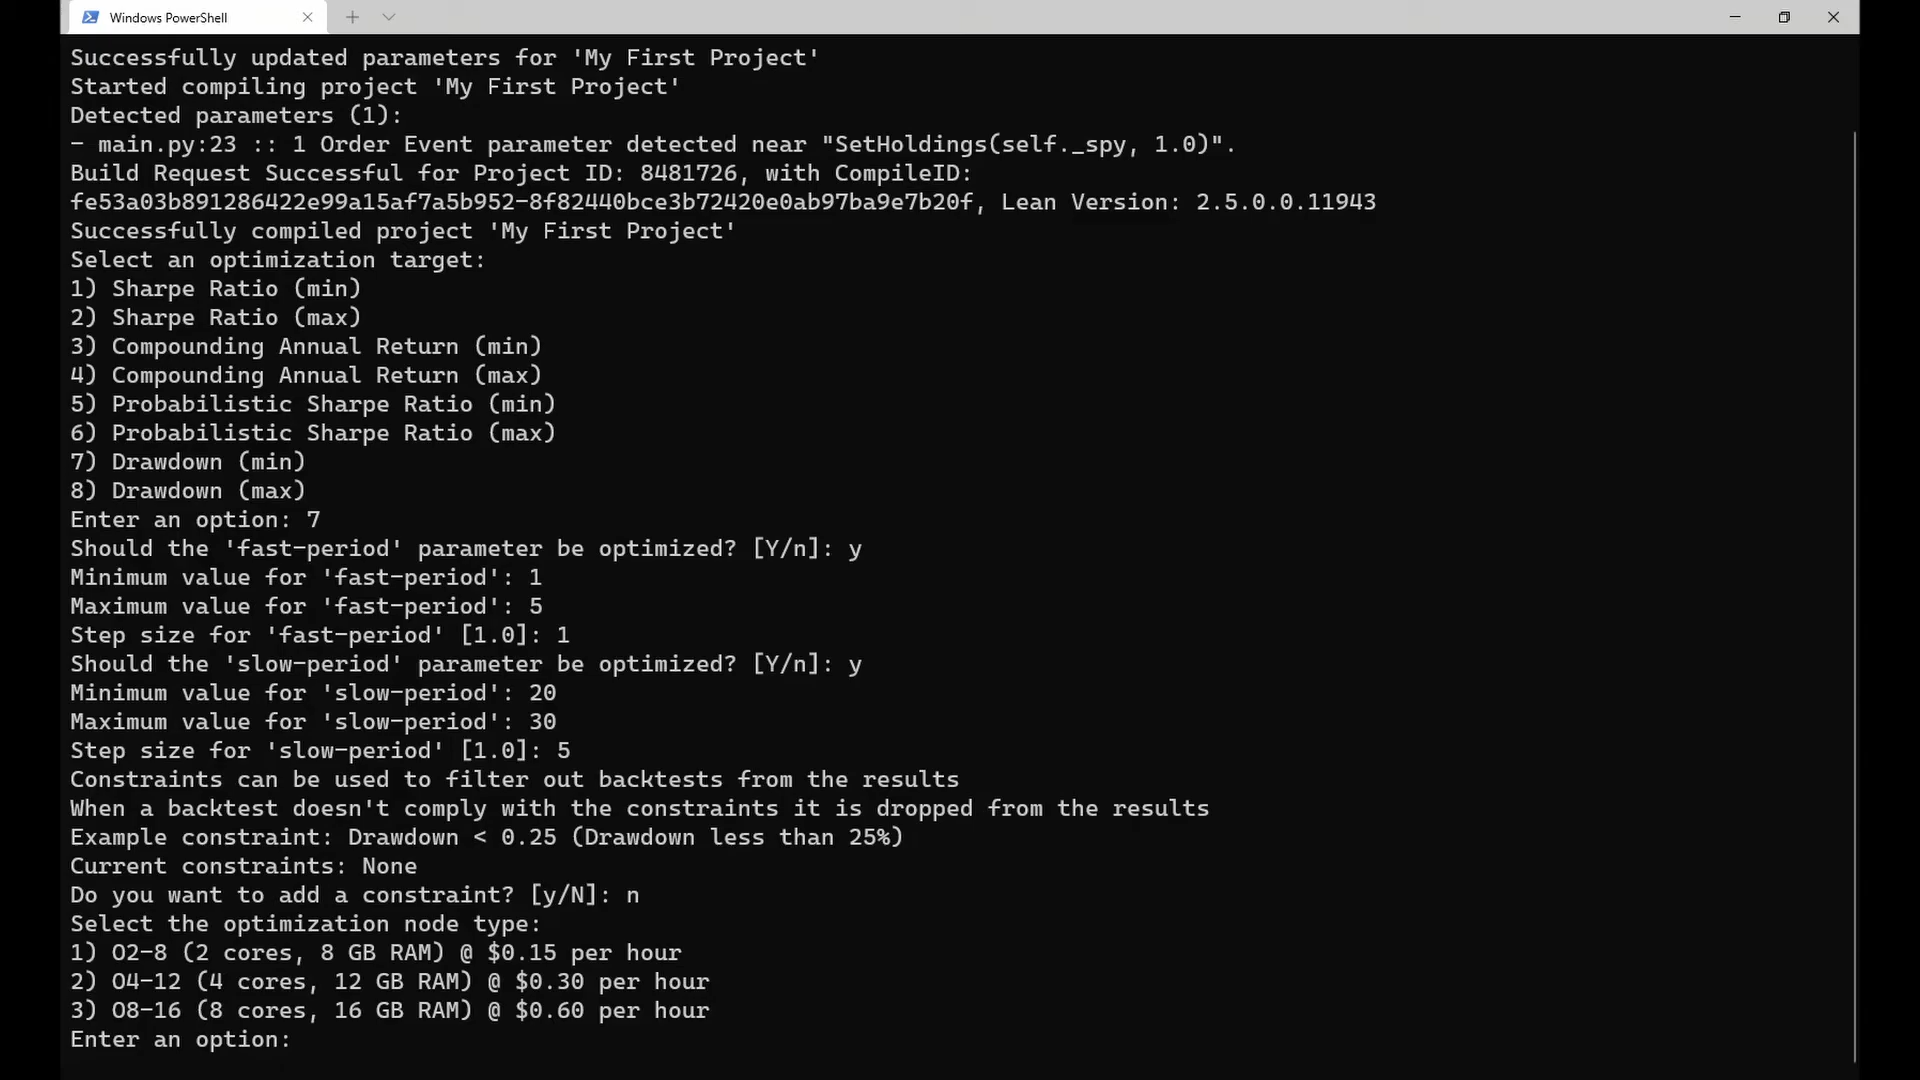 Windows PowerShell
Successfully updated parameters for 'My First Project'
Started compiling project 'My First Project'
Detected parameters (1):
- main.py:23 :: 1 Order Event parameter detected near "SetHoldings(self._spy, 1.0)".
Build Request Successful for Project ID: 8481726, with CompileID:
fe53a03b891286422e99a15af7a5b952-8f82440bce3b72420e0ab97ba9e7b20f, Lean Version: 2.5.0.0.11943
Successfully compiled project 'My First Project'
Select an optimization target:
1) Sharpe Ratio (min)
2) Sharpe Ratio (max)
3) Compounding Annual Return (min)
4) Compounding Annual Return (max)
5) Probabilistic Sharpe Ratio (min)
6) Probabilistic Sharpe Ratio (max)
7) Drawdown (min)
8) Drawdown (max)
Enter an option: 7
Should the 'fast-period' parameter be optimized? [Y/n]: y
Minimum value for 'fast-period': 1
Maximum value for 'fast-period': 5
Step size for 'fast-period' [1.0]: 1
Should the 'slow-period' parameter be optimized? [Y/n]: y
Minimum value for 'slow-period': 20
Maximum value for 'slow-period': 30
Step size for 'slow-period' [1.0]: 5
Constraints can be used to filter out backtests from the results
When a backtest doesn't comply with the constraints it is dropped from the results
Example constraint: Drawdown < 0.25 (Drawdown less than 25%)
Current constraints: None
Do you want to add a constraint? [y/N]: n
Select the optimization node type:
1) O2-8 (2 cores, 8 GB RAM) @ $0.15 per hour
2) O4-12 (4 cores, 12 GB RAM) @ $0.30 per hour
3) O8-16 (8 cores, 16 GB RAM) @ $0.60 per hour
Enter an option: